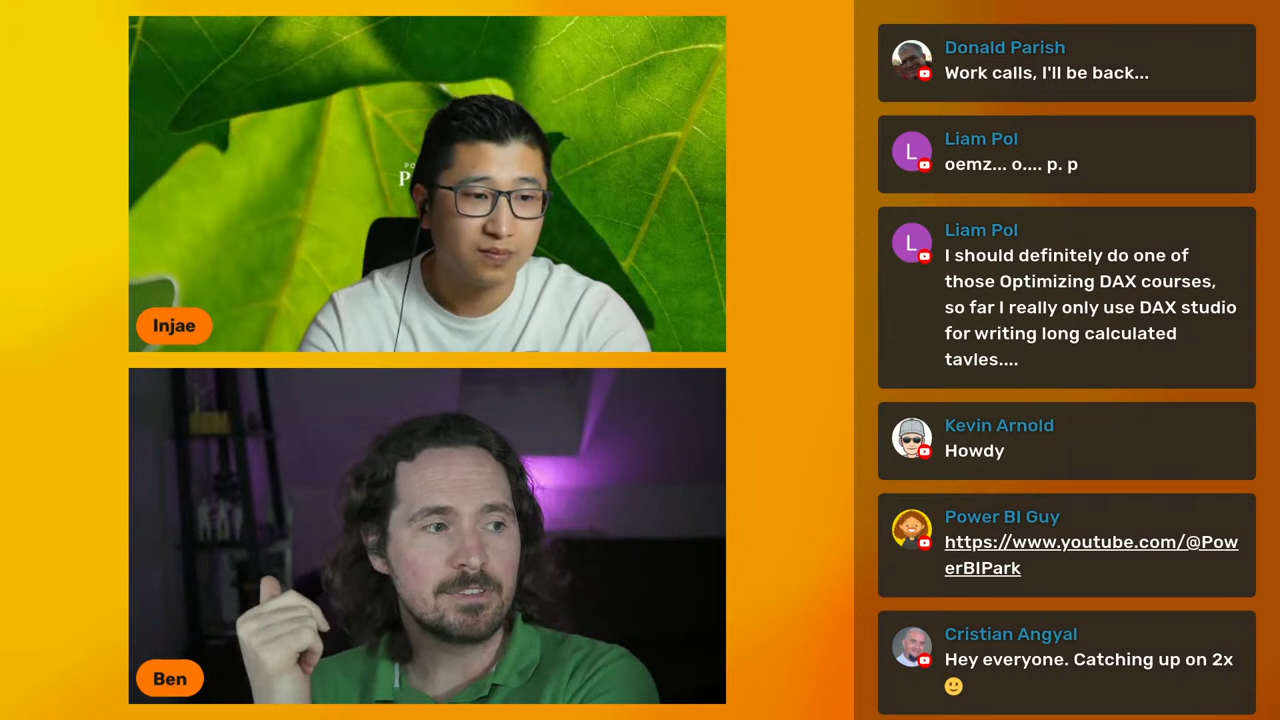 Injae
Ben
Donald Parish
Work calls, I'll be back...
L
Liam Pol
oemz... o.... p. p
L
Liam Pol
I should definitely do one of
those Optimizing DAX courses,
so far I really only use DAX studio
for writing long calculated
tavles....
Kevin Arnold
Howdy
Power BI Guy
https://www.youtube.com/@Pow
erBIPark
Cristian Angyal
Hey everyone. Catching up on 2x
🙂